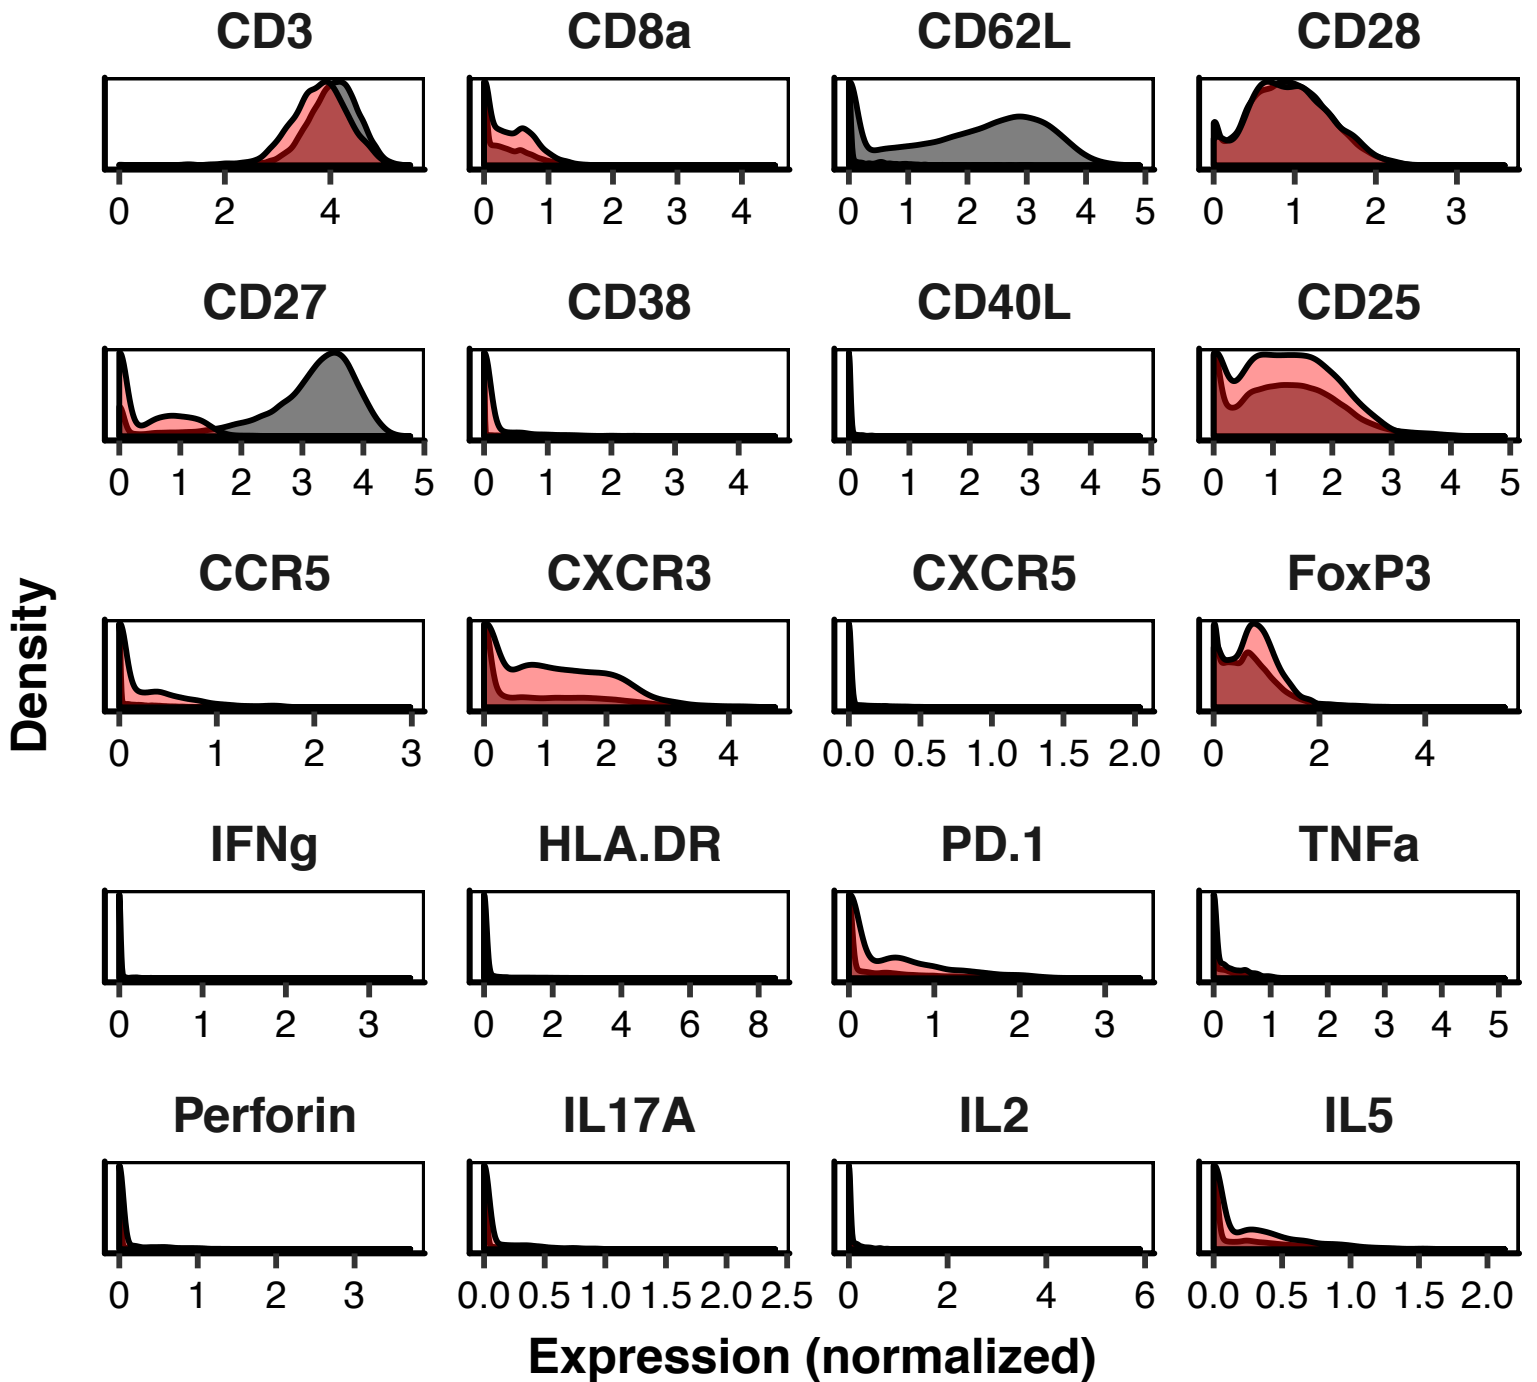 CD3 CD8a CD62L CD28
0 2 4 0 1 2 3 4 0 1 2 3 4 5 0 1 2 3
CD27 CD38 CD40L CD25
0 1 2 3 4 5 0 1 2 3 4 0 1 2 3 4 5 0 1 2 3 4 5
CCR5 CXCR3 CXCR5 FoxP3
0 1 2 3 0 1 2 3 4 0.0 0.5 1.0 1.5 2.0 0 2 4
Density
IFNg HLA.DR PD.1 TNFa
0 1 2 3 0 2 4 6 8 0 1 2 3 0 1 2 3 4 5
Perforin IL17A IL2 IL5
0 1 2 3 0.0 0.5 1.0 1.5 2.0 2.5 0 2 4 6 0.0 0.5 1.0 1.5 2.0
Expression (normalized)